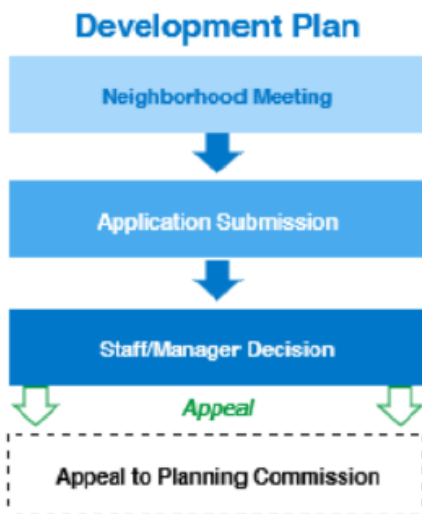 Development Plan
Neighborhood Meeting
Application Submission
Staff/Manager Decision
Appeal
Appeal to Planning Commission